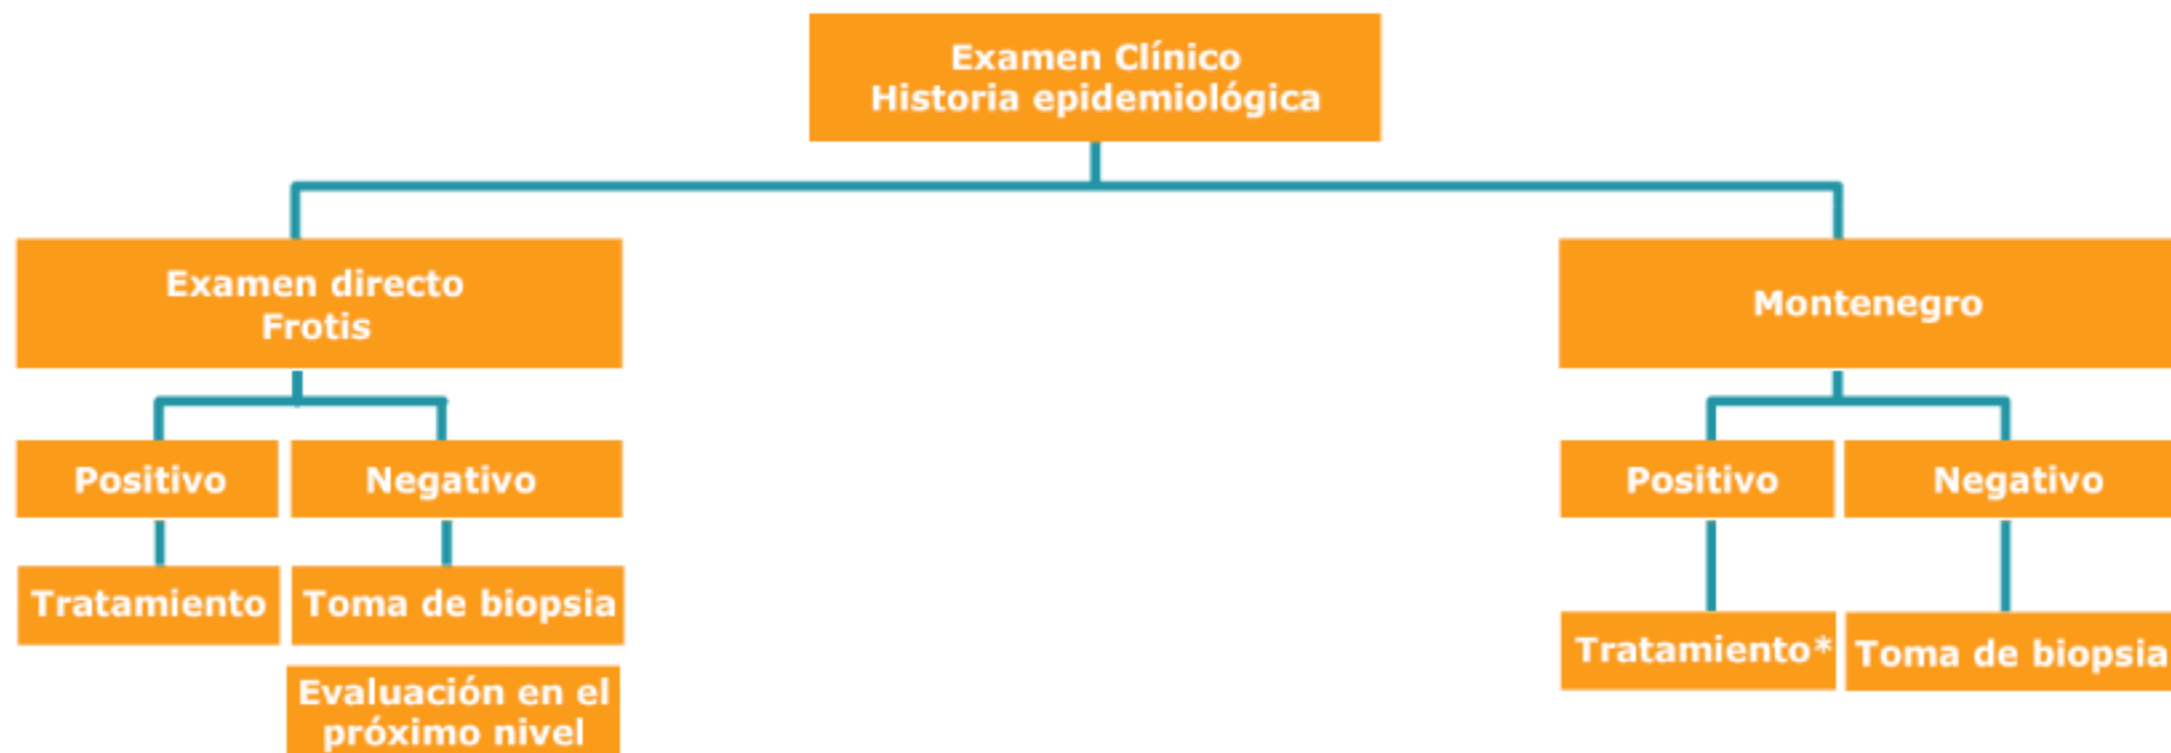 Examen Clínico
Historia epidemiológica
Examen directo
Frotis
Montenegro
Positivo
Negativo
Positivo
Negativo
Tratamiento
Toma de biopsia
Tratamiento*
Toma de biopsia
Evaluación en el
próximo nivel